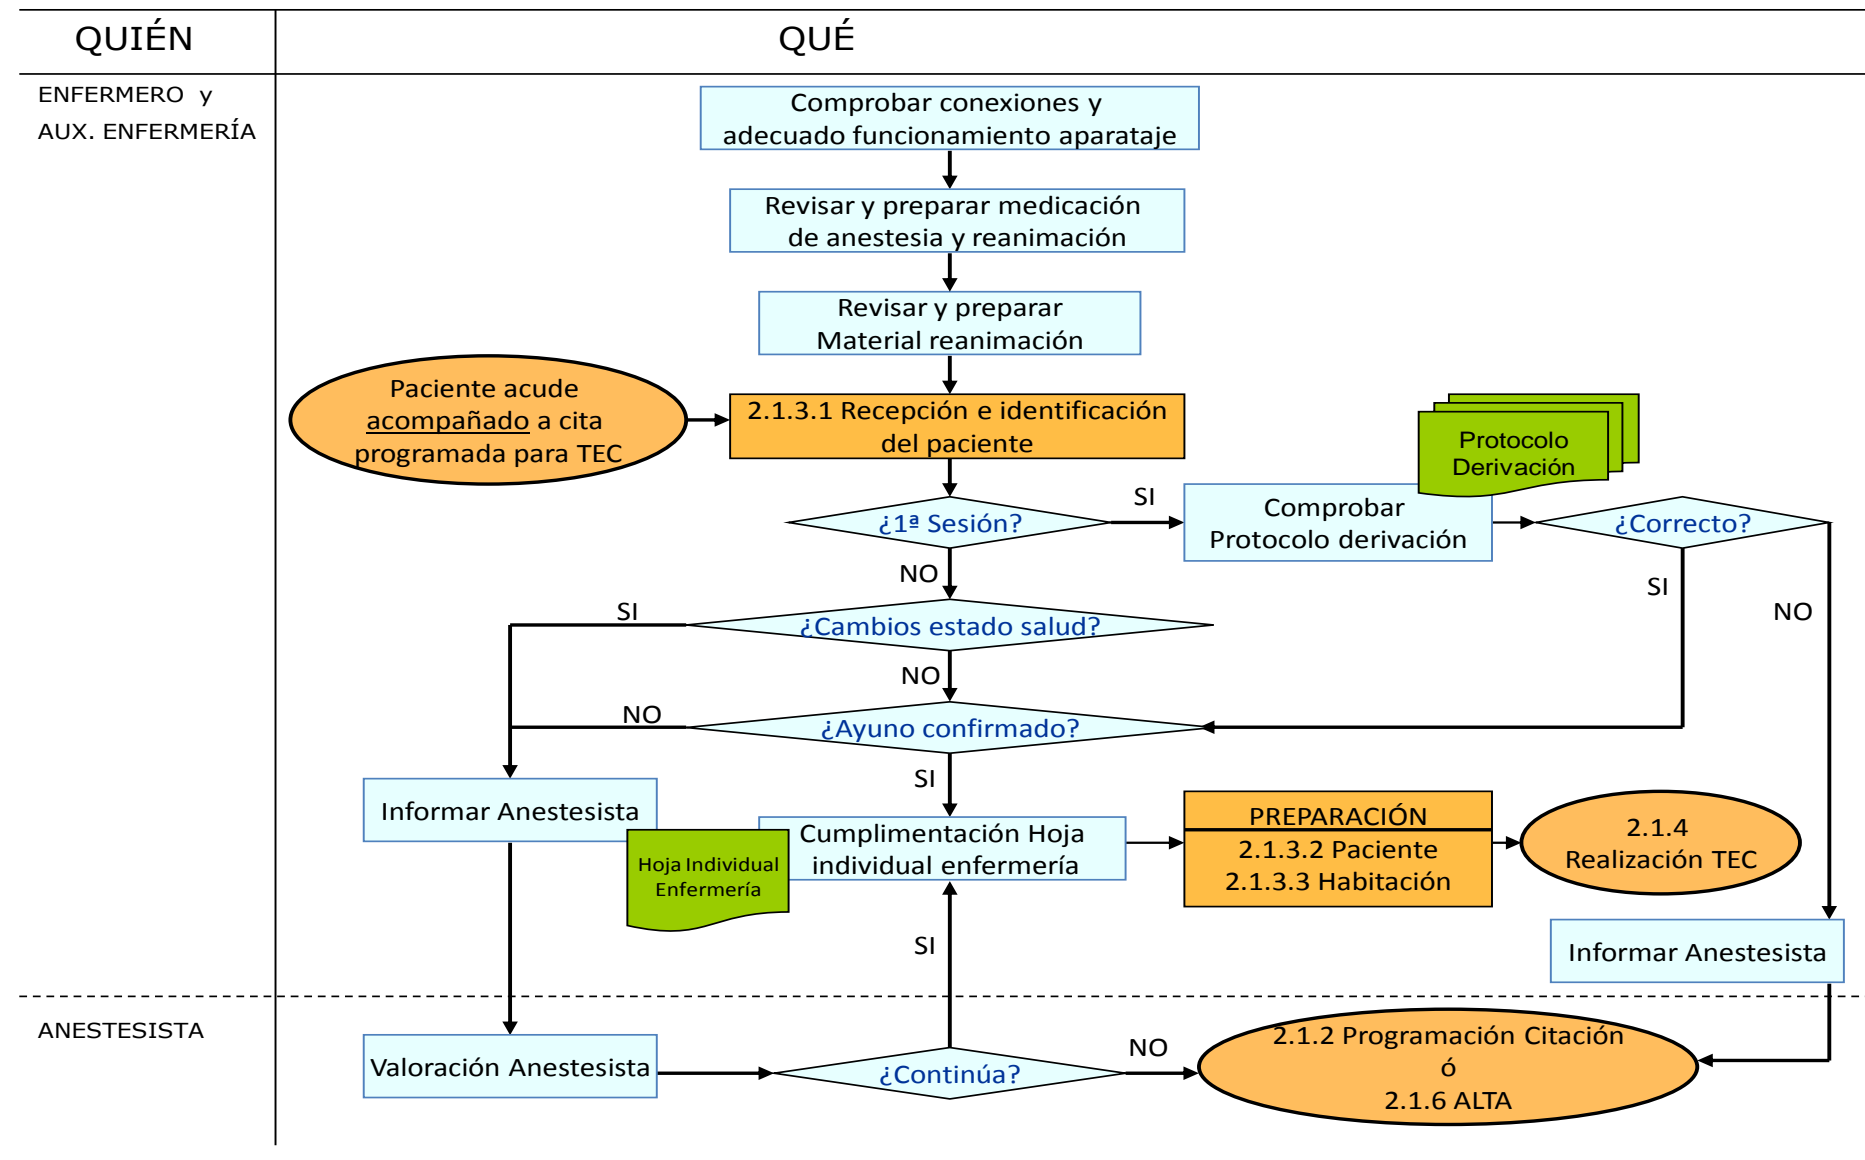 QUIÉN
QUÉ
ENFERMERO y
AUX. ENFERMERÍA
Comprobar conexiones y
adecuado funcionamiento aparataje
Revisar y preparar medicación
de anestesia y reanimación
Revisar y preparar
Material reanimación
Paciente acude
acompañado a cita
programada para TEC
2.1.3.1 Recepción e identificación
del paciente
Protocolo
Derivación
¿1ª Sesión?
SI
Comprobar
Protocolo derivación
¿Correcto?
NO
SI
NO
¿Cambios estado salud?
SI
NO
¿Ayuno confirmado?
NO
SI
Informar Anestesista
Hoja Individual
Enfermería
Cumplimentación Hoja
individual enfermería
PREPARACIÓN
2.1.3.2 Paciente
2.1.3.3 Habitación
2.1.4
Realización TEC
SI
Informar Anestesista
ANESTESISTA
Valoración Anestesista
¿Continúa?
NO
2.1.2 Programación Citación
ó
2.1.6 ALTA